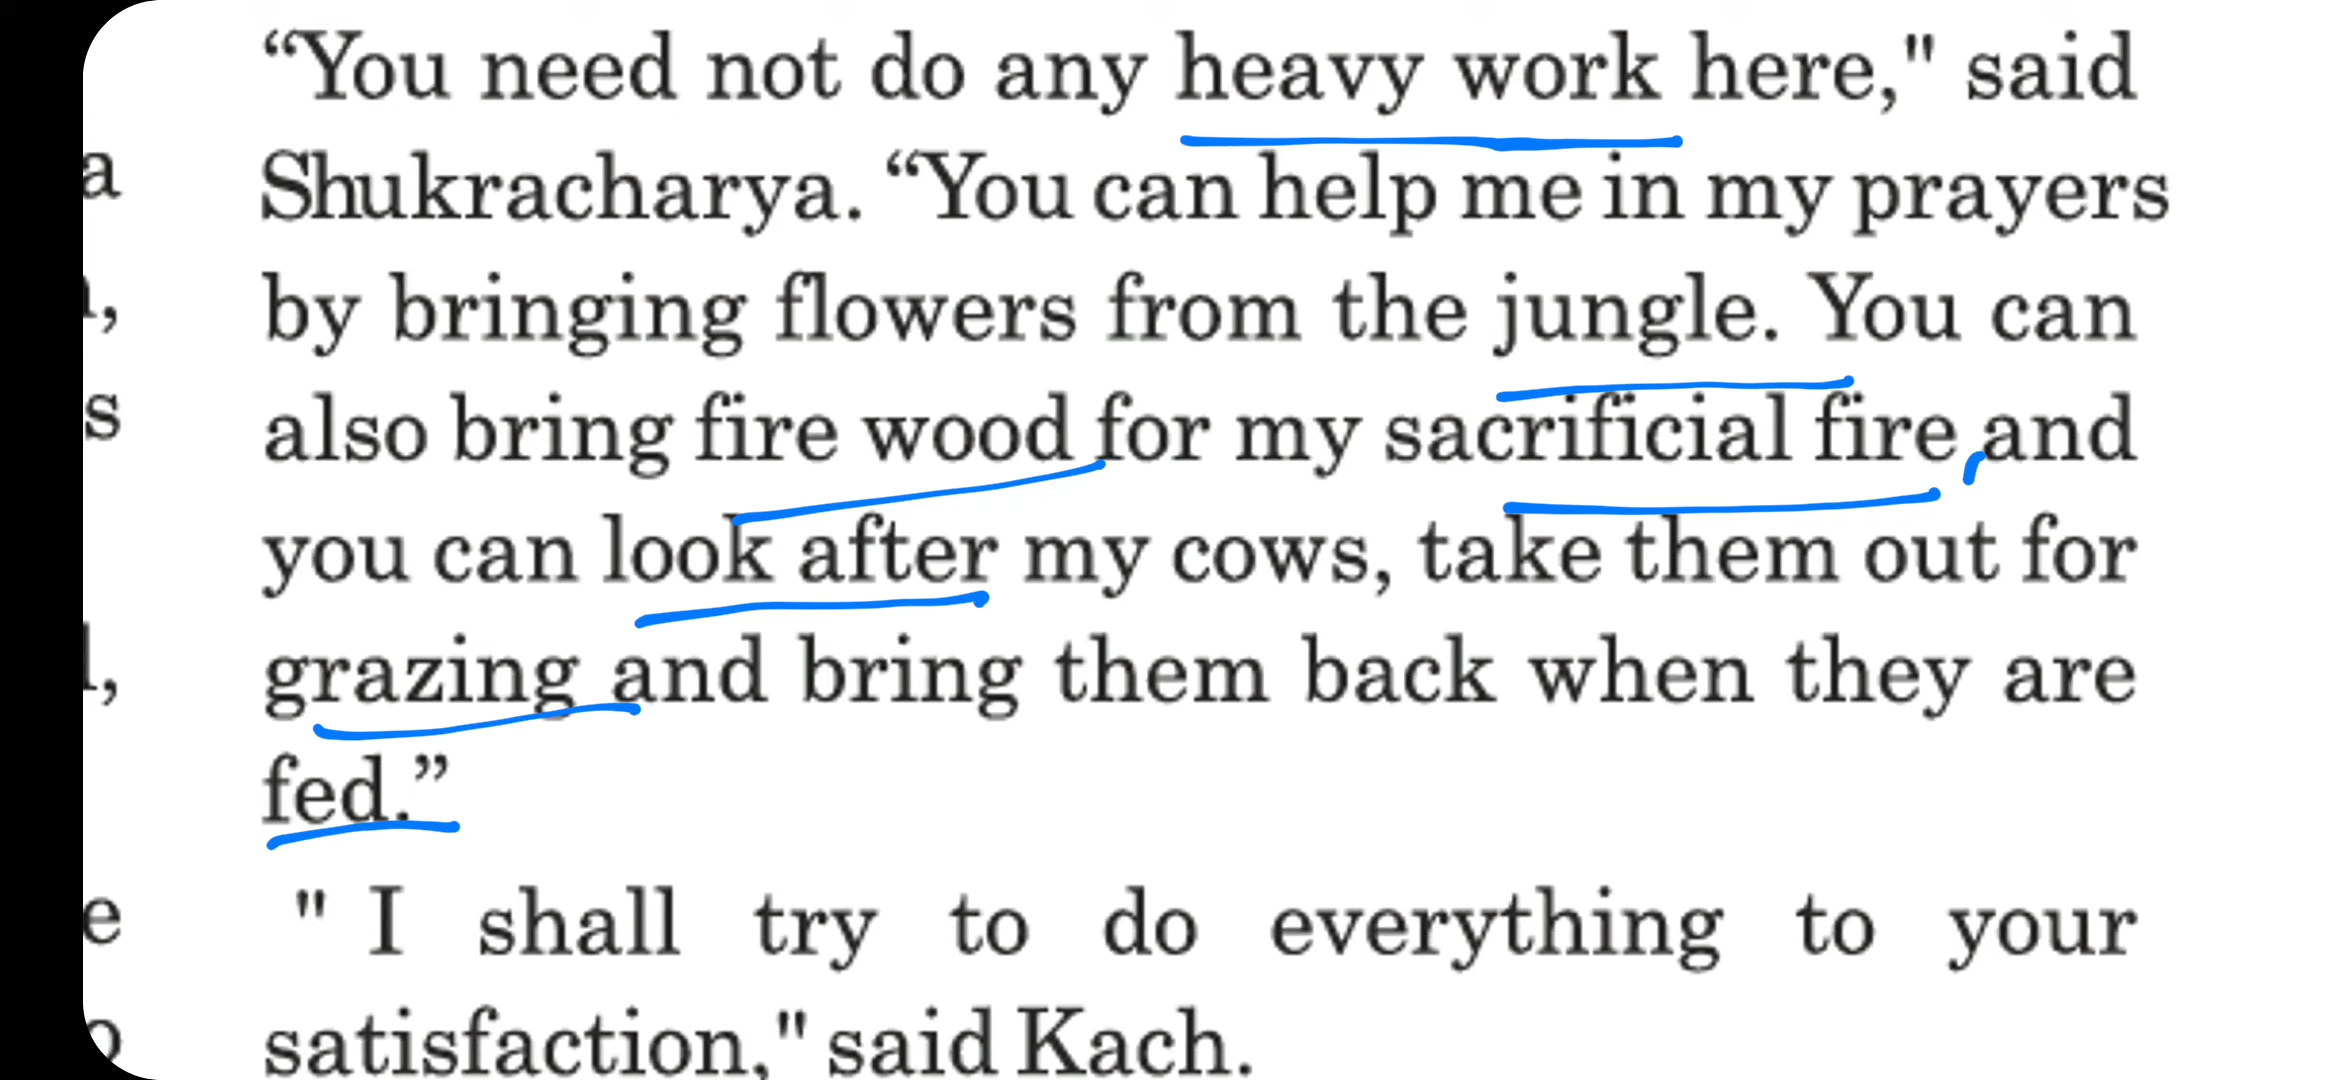 “You need not do any heavy work here," said
Shukracharya. “You can help me in my prayers
by bringing flowers from the jungle. You can
also bring fire wood for my sacrificial fire and
you can look after my cows, take them out for
grazing and bring them back when they are
fed.”
" I shall try to do everything to your
satisfaction," said Kach.